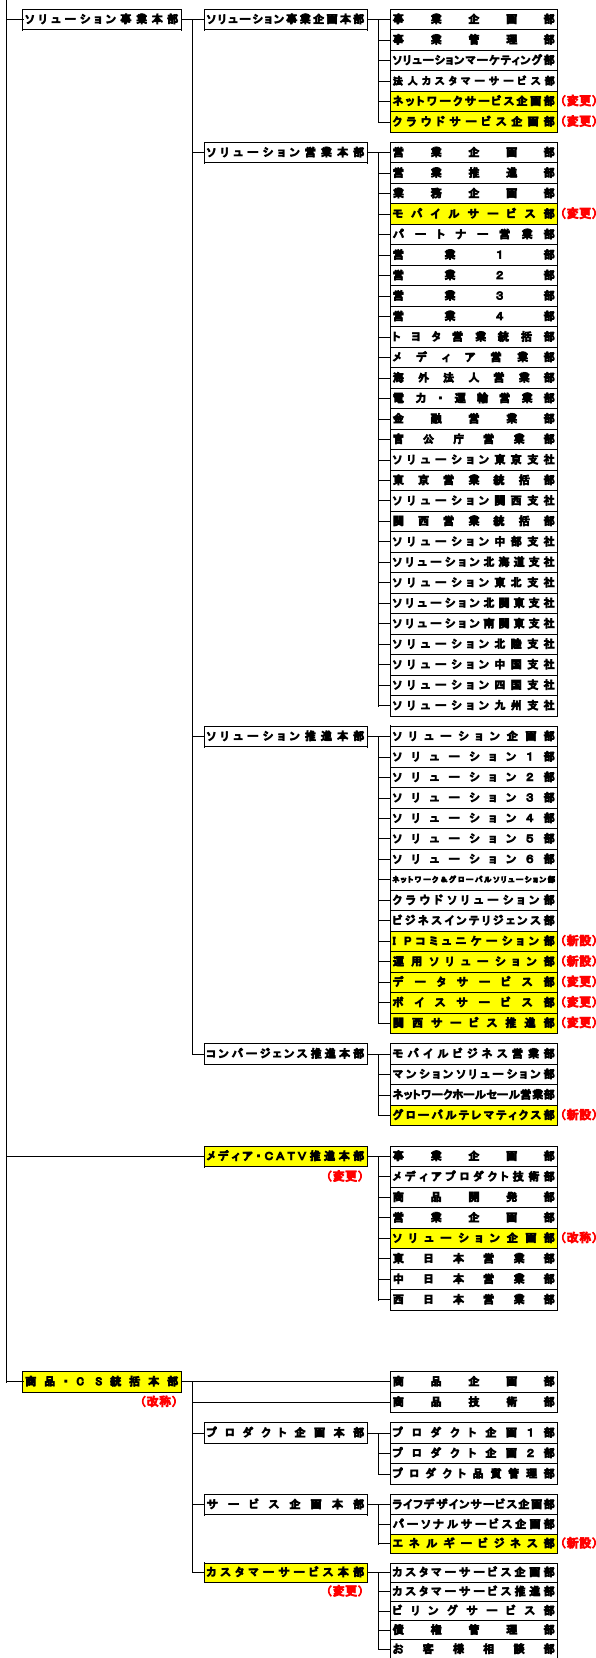 ソリューション事業本部
ソリューション事業企画本部
事業企画部
事業管理部
ソリューションマーケティング部
法人カスタマーサービス部
ネットワークサービス企画部 (変更)
クラウドサービス企画部 (変更)
ソリューション営業本部
営業企画部
営業推進部
業務企画部
モバイルサービス部 (変更)
パートナー営業部
営業1部
営業2部
営業3部
営業4部
トヨタ営業統括部
メディア営業部
海外法人営業部
電力・運輸営業部
金融営業部
官公庁営業部
ソリューション東京支社
東京営業統括部
ソリューション関西支社
関西営業統括部
ソリューション中部支社
ソリューション北海道支社
ソリューション東北支社
ソリューション北関東支社
ソリューション南関東支社
ソリューション北陸支社
ソリューション中国支社
ソリューション四国支社
ソリューション九州支社
ソリューション推進本部
ソリューション企画部
ソリューション1部
ソリューション2部
ソリューション3部
ソリューション4部
ソリューション5部
ソリューション6部
ネットワーク&グローバルソリューション部
クラウドソリューション部
ビジネスインテリジェンス部
IPコミュニケーション部 (新設)
運用ソリューション部 (新設)
データサービス部 (変更)
ボイスサービス部 (変更)
関西サービス推進部 (変更)
コンバージェンス推進本部
モバイルビジネス営業部
マンションソリューション部
ネットワークホールセール営業部
グローバルテレマティクス部 (新設)
メディア・CATV推進本部
(変更)
事業企画部
メディアプロダクト技術部
商品開発部
営業企画部
ソリューション企画部 (改称)
東日本営業部
中日本営業部
西日本営業部
商品・CS統括本部
(改称)
商品企画部
商品技術部
プロダクト企画本部
プロダクト企画1部
プロダクト企画2部
プロダクト品質管理部
サービス企画本部
ライフデザインサービス企画部
パーソナルサービス企画部
エネルギービジネス部 (新設)
カスタマーサービス本部
(変更)
カスタマーサービス企画部
カスタマーサービス推進部
ビリングサービス部
債権管理部
お客様相談部